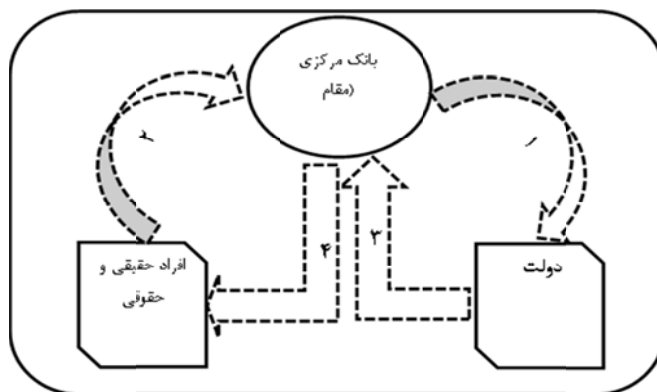 بانک مرکزی
(مقام
۱
۲
۳
۴
افراد حقیقی و
حقوقی
دولت